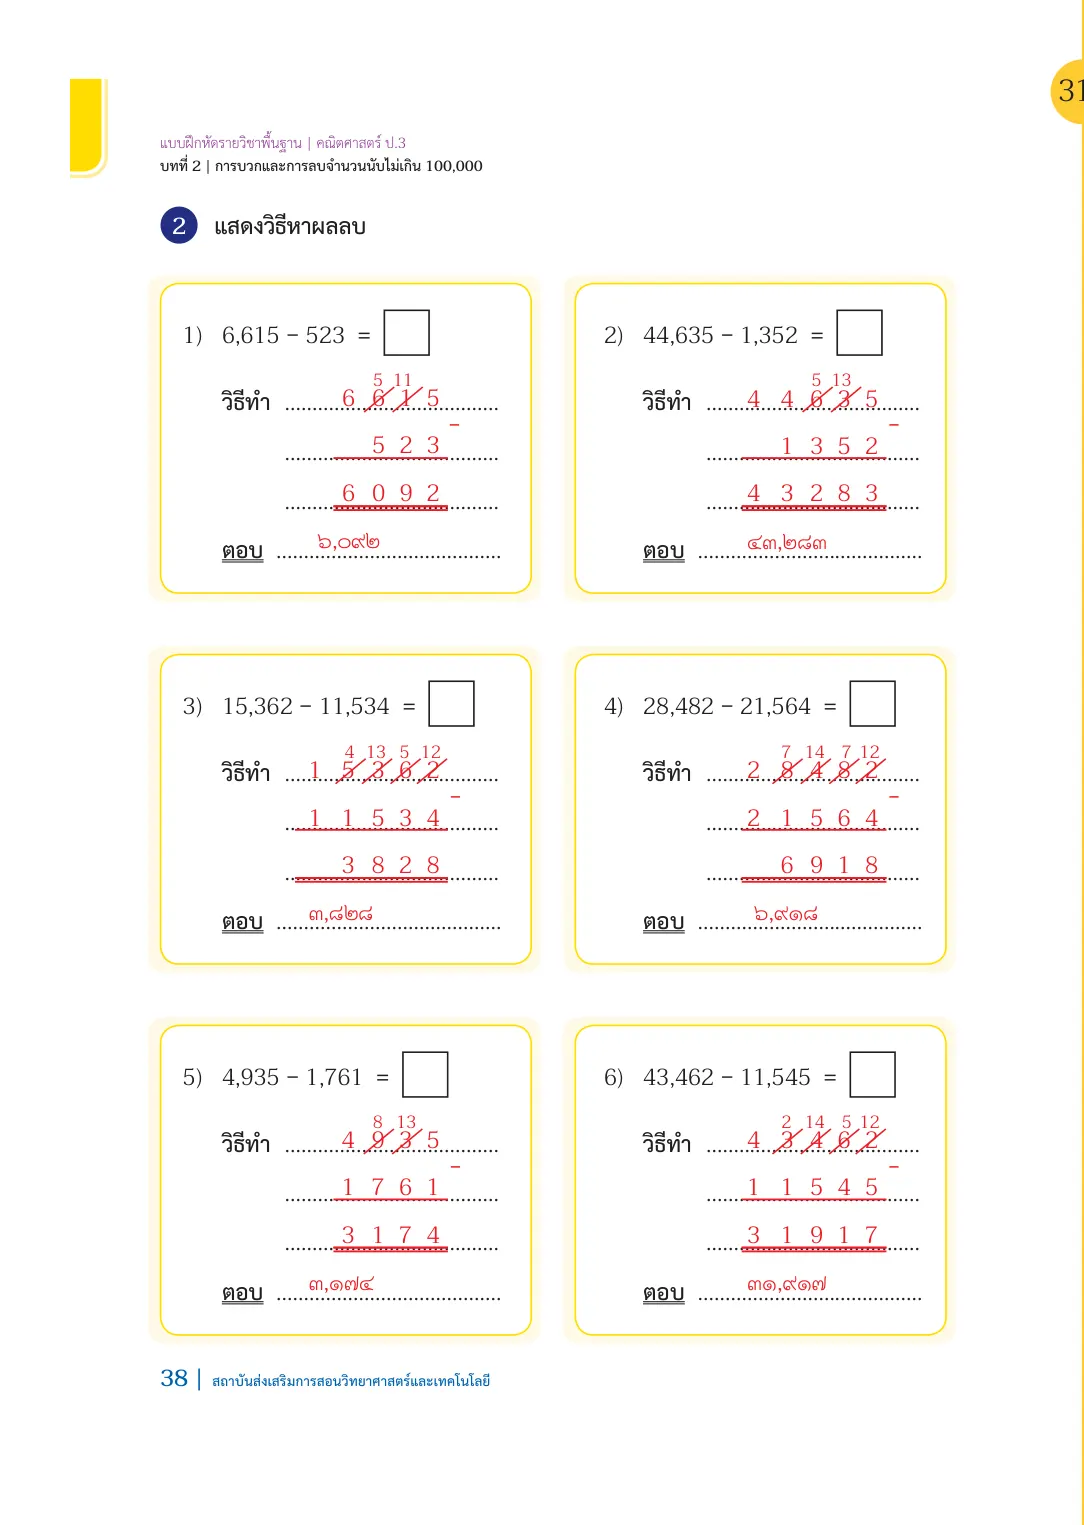 31
แบบฝึกหัดรายวิชาพื้นฐาน | คณิตศาสตร์ ป.3
บทที่ 2 | การบวกและการลบจำนวนนับไม่เกิน 100,000
2 แสดงวิธีหาผลลบ
1) 6,615 − 523 =
5 11
วิธีทำ 6 6 1 5
−
5 2 3
6 0 9 2
ตอบ ๖,๐๙๒
2) 44,635 − 1,352 =
5 13
วิธีทำ 4 4 6 3 5
−
1 3 5 2
4 3 2 8 3
ตอบ ๔๓,๒๘๓
3) 15,362 − 11,534 =
4 13 5 12
วิธีทำ 1 5 3 6 2
−
1 1 5 3 4
3 8 2 8
ตอบ ๓,๘๒๘
4) 28,482 − 21,564 =
7 14 7 12
วิธีทำ 2 8 4 8 2
−
2 1 5 6 4
6 9 1 8
ตอบ ๖,๙๑๘
5) 4,935 − 1,761 =
8 13
วิธีทำ 4 9 3 5
−
1 7 6 1
3 1 7 4
ตอบ ๓,๑๗๔
6) 43,462 − 11,545 =
2 14 5 12
วิธีทำ 4 3 4 6 2
−
1 1 5 4 5
3 1 9 1 7
ตอบ ๓๑,๙๑๗
38 | สถาบันส่งเสริมการสอนวิทยาศาสตร์และเทคโนโลยี